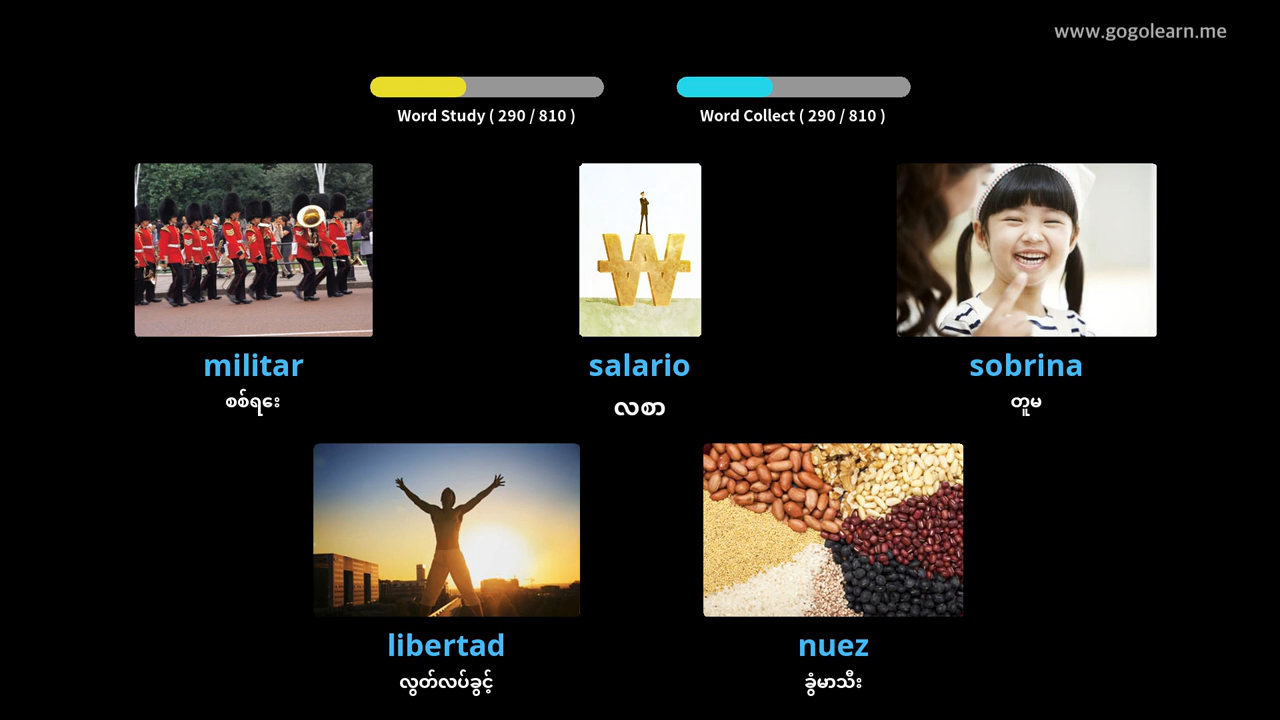 www.gogolearn.me
Word Study ( 290 / 810 )
Word Collect ( 290 / 810 )
militar
စစ်ရေး
salario
လစာ
sobrina
တူမ
libertad
လွတ်လပ်ခွင့်
nuez
ခွံမာသီး